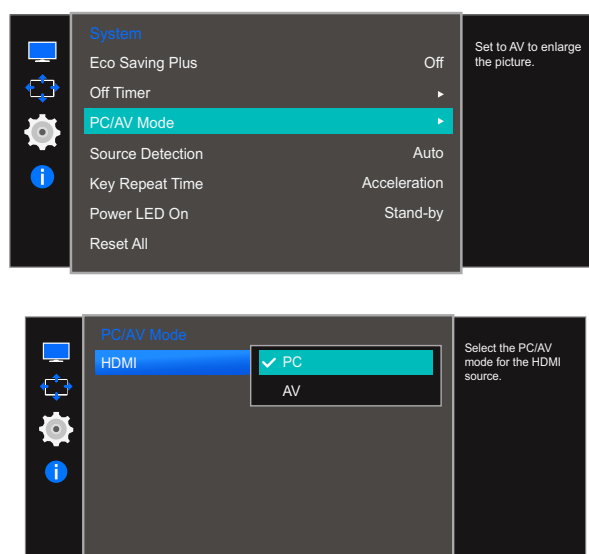 System
Eco Saving Plus Off
Off Timer
PC/AV Mode
Source Detection Auto
Key Repeat Time Acceleration
Power LED On Stand-by
Reset All
Set to AV to enlarge
the picture.
PC/AV Mode
HDMI PC
AV
Select the PC/AV
mode for the HDMI
source.